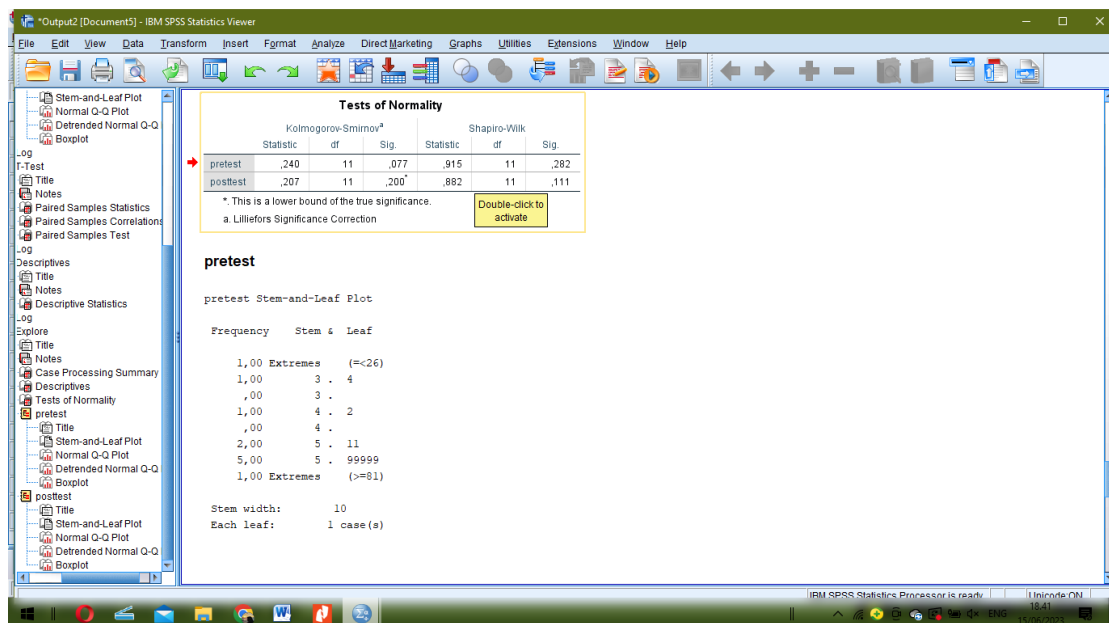 *Output2 [Document5] - IBM SPSS Statistics Viewer
File Edit View Data Transform Insert Format Analyze Direct Marketing Graphs Utilities Extensions Window Help
Stem-and-Leaf Plot
Normal Q-Q Plot
Detrended Normal Q-Q
Boxplot
Log
T-Test
Title
Notes
Paired Samples Statistics
Paired Samples Correlations
Paired Samples Test
Log
Descriptives
Title
Notes
Descriptive Statistics
Log
Explore
Title
Notes
Case Processing Summary
Descriptives
Tests of Normality
pretest
Title
Stem-and-Leaf Plot
Normal Q-Q Plot
Detrended Normal Q-Q
Boxplot
posttest
Title
Stem-and-Leaf Plot
Normal Q-Q Plot
Detrended Normal Q-Q
Boxplot
Tests of Normality
Kolmogorov-Smirnov^a Shapiro-Wilk
Statistic df Sig. Statistic df Sig.
pretest ,240 11 ,077 ,915 11 ,282
posttest ,207 11 ,200* ,882 11 ,111
*. This is a lower bound of the true significance.
a. Lilliefors Significance Correction
Double-click to
activate
pretest
pretest Stem-and-Leaf Plot
Frequency Stem & Leaf
1,00 Extremes (=<26)
1,00 3 . 4
,00 3 .
1,00 4 . 2
,00 4 .
2,00 5 . 11
5,00 5 . 99999
1,00 Extremes (>=81)
Stem width: 10
Each leaf: 1 case(s)
IBM SPSS Statistics Processor is ready Unicode:ON
ENG
18.41
15/06/2023